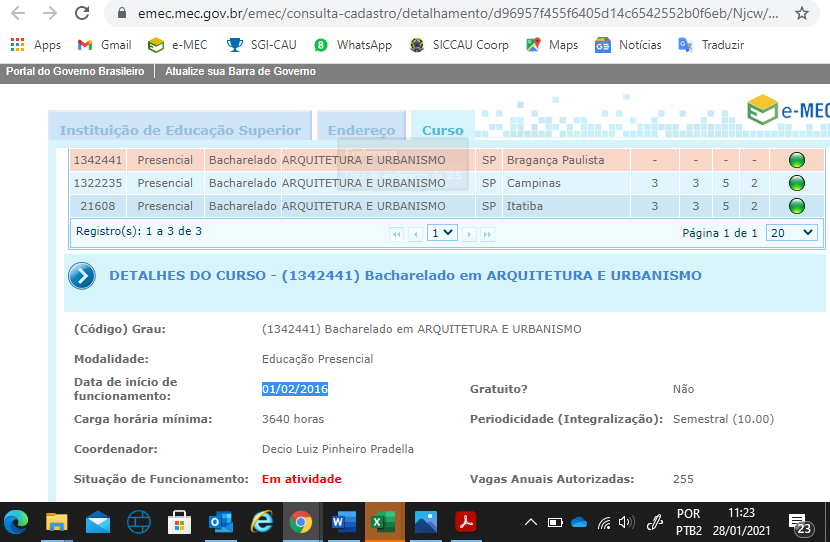 emec.mec.gov.br/emec/consulta-cadastro/detalhamento/d96957f455f6405d14c6542552b0f6eb/Njcw/...
Apps Gmail e-MEC SGI-CAU WhatsApp SICCAU Coorp Maps Notícias Traduzir
Portal do Governo Brasileiro Atualize sua Barra de Governo
e-MEC
Instituição de Educação Superior Endereço Curso
Endereço
1342441 Presencial Bacharelado ARQUITETURA E URBANISMO SP Bragança Paulista - - - -
1322235 Presencial Bacharelado ARQUITETURA E URBANISMO SP Campinas 3 3 5 2
21608 Presencial Bacharelado ARQUITETURA E URBANISMO SP Itatiba 3 3 5 2
Registro(s): 1 a 3 de 3 1 Página 1 de 1 20
DETALHES DO CURSO - (1342441) Bacharelado em ARQUITETURA E URBANISMO
(Código) Grau: (1342441) Bacharelado em ARQUITETURA E URBANISMO
Modalidade: Educação Presencial
Data de início de
funcionamento: 01/02/2016 Gratuito? Não
Carga horária mínima: 3640 horas Periodicidade (Integralização): Semestral (10.00)
Coordenador: Decio Luiz Pinheiro Pradella
Situação de Funcionamento: Em atividade Vagas Anuais Autorizadas: 255
POR 11:23
PTB2 28/01/2021 23